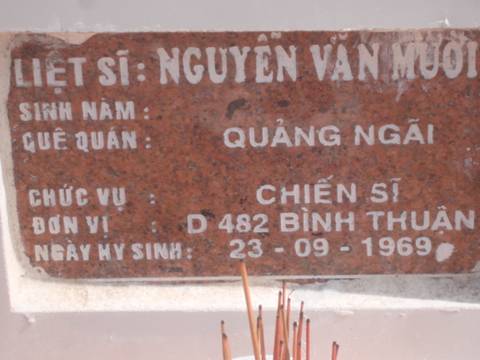 LIỆT SĨ: NGUYỄN VĂN MƯỜI
SINH NĂM :
QUÊ QUÁN : QUẢNG NGÃI
CHỨC VỤ : CHIẾN SĨ
ĐƠN VỊ : D 482 BÌNH THUẬN
NGÀY HY SINH: 23 - 09 - 1969